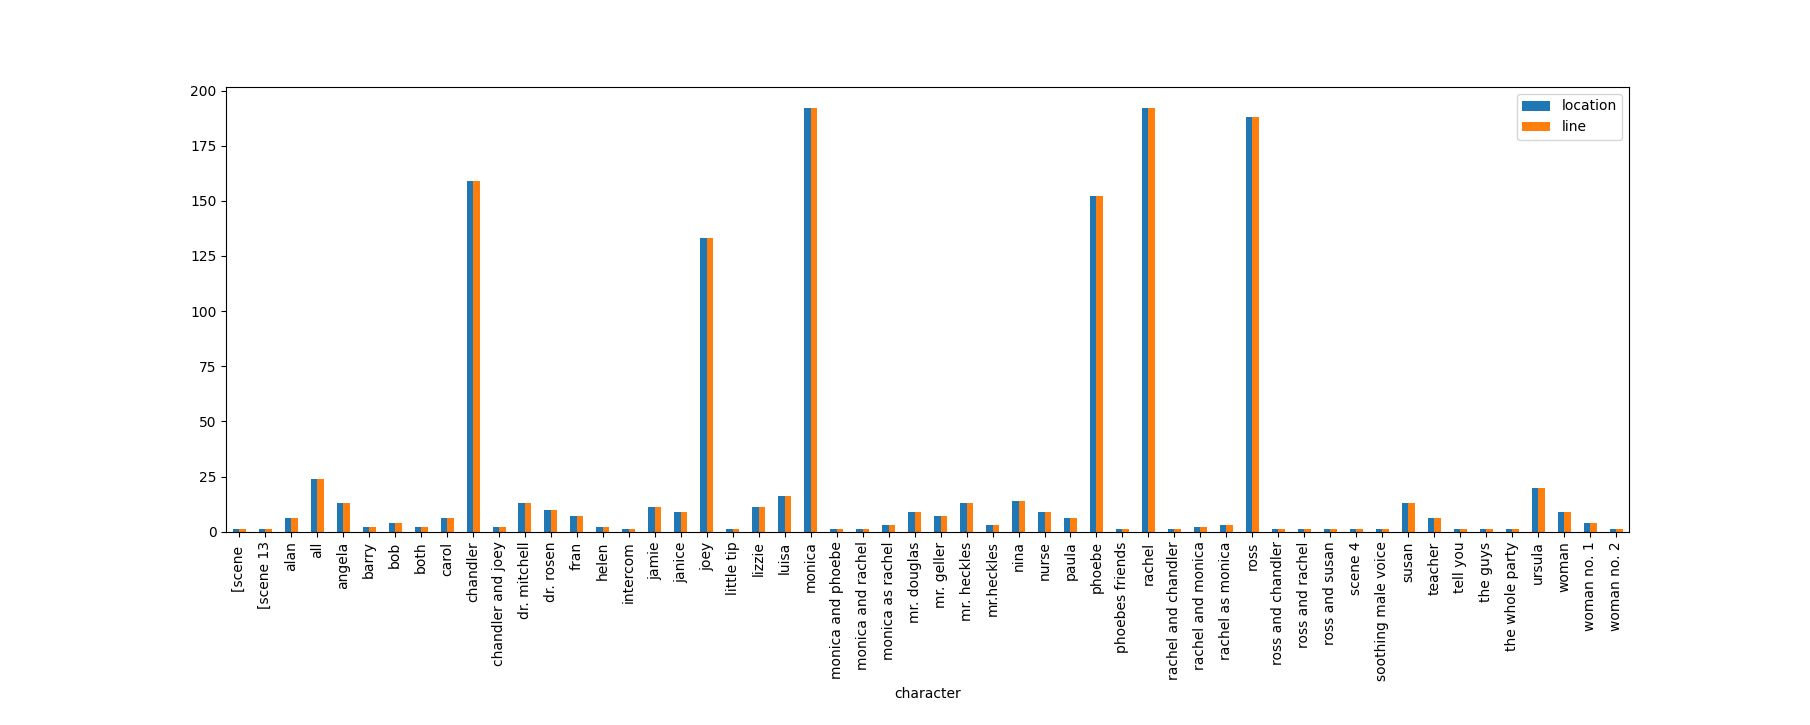 200
175
150
125
100
75
50
25
0
location
line
[scene
[scene 13
alan
all
angela
barry
bob
both
carol
chandler
chandler and joey
dr. mitchell
dr. rosen
fran
helen
intercom
jamie
janice
joey
little tip
lizzie
luisa
monica
monica and phoebe
monica and rachel
monica as rachel
mr. douglas
mr. geller
mr. heckles
mr.heckles
nina
nurse
paula
phoebe
phoebes friends
rachel
rachel and chandler
rachel and monica
rachel as monica
ross
ross and chandler
ross and rachel
ross and susan
scene 4
soothing male voice
susan
teacher
tell you
the guys
the whole party
ursula
woman
woman no. 1
woman no. 2
character